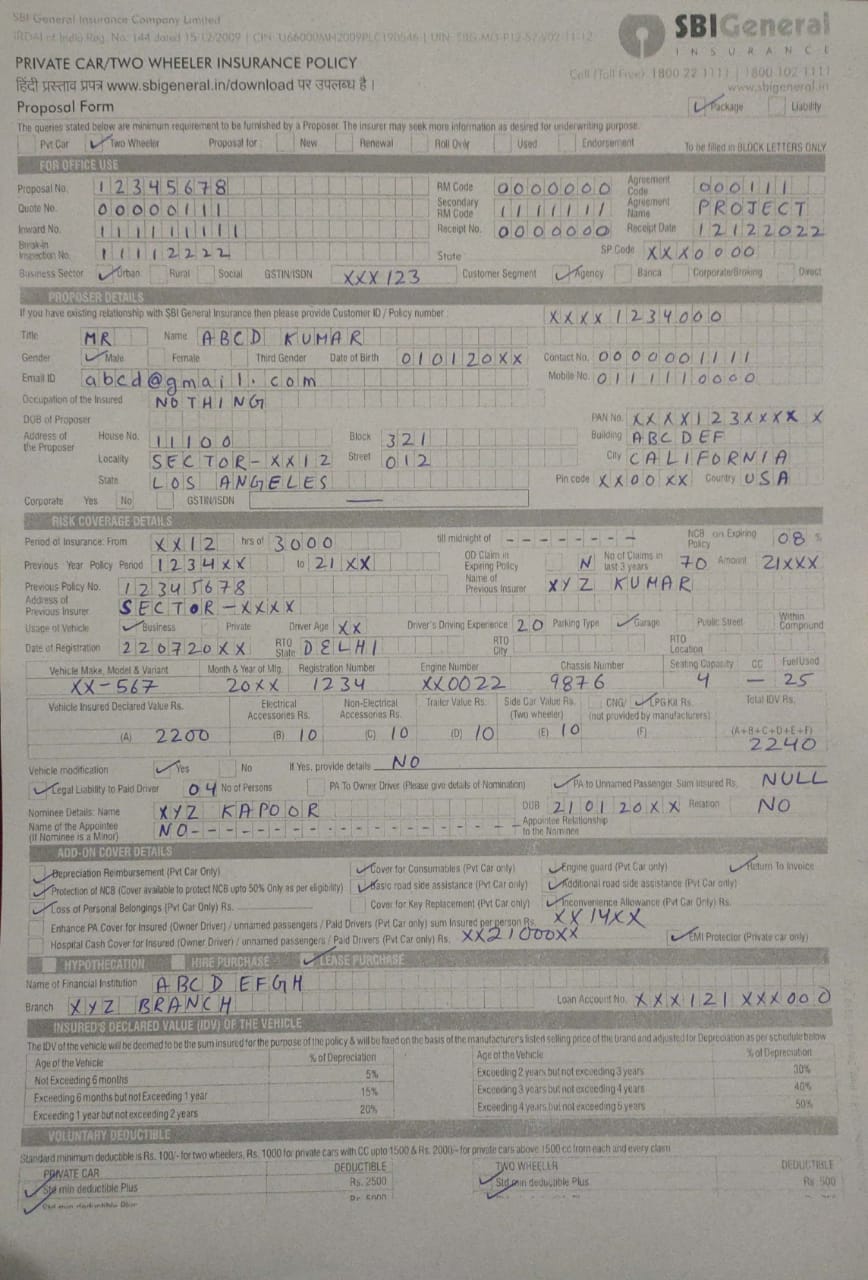 SBI General Insurance Company Limited
IRDAI of India Reg. No. 144 dated 15/12/2009 | CIN: U66000MH2009PLC190546 |
SBIGeneral
INSURANCE
PRIVATE CAR/TWO WHEELER INSURANCE POLICY
Call (Toll Free) 1800 22 1111 | 1800 102 1111
हिंदी प्रस्ताव प्रपत्र www.sbigeneral.in/download पर उपलब्ध है।
www.sbigeneral.in
Proposal Form Package Liability
The queries stated below are minimum requirement to be furnished by a Proposer. The insurer may seek more information as desired for underwriting purpose.
Pvt Car Two Wheeler Proposal for : New Renewal Roll Over Used Endorsement To be filled in BLOCK LETTERS ONLY
FOR OFFICE USE
Proposal No. 12345678 RM Code 0000000 Agreement Code 000111
Quote No. 00000111 Secondary RM Code 1111111 Agreement Name PROJECT
Inward No. 111111111 Receipt No. 0000000 Receipt Date 12122022
Break-in Inspection No. 11112222 State SP Code XXX0000
Business Sector Urban Rural Social GSTIN/ISDN XXX123 Customer Segment Agency Banca Corporate/Broking Direct
PROPOSER DETAILS
If you have existing relationship with SBI General Insurance then please provide Customer ID / Policy number XXXX1234000
Title MR Name ABCD KUMAR
Gender Male Female Third Gender Date of Birth 010120XX Contact No. 0000001111
Email ID abcd@gmail.com Mobile No. 0111110000
Occupation of the Insured NOTHING
DOB of Proposer PAN No. XXXX123XXXX X
Address of the Proposer House No. 11100 Block 321 Building ABCDEF
Locality SECTOR-XX12 Street 012 City CALIFORNIA
State LOS ANGELES Pin code XX00XX Country USA
Corporate Yes No GSTIN/ISDN —
RISK COVERAGE DETAILS
Period of Insurance: From XX12 hrs of 3000 till midnight of - - - - - - - - NCB on Expiring Policy 08 %
Previous Year Policy Period 1234XX to 21XX OD Claim in Expiring Policy N No of Claims in last 3 years 70 Amount 21XXX
Previous Policy No. 12345678 Name of Previous Insurer XYZ KUMAR
Address of Previous Insurer SECTOR-XXXX
Usage of Vehicle Business Private Driver Age XX Driver's Driving Experience 20 Parking Type Garage Public Street Within Compound
Date of Registration 220720XX RTO State DELHI RTO City RTO Location
Vehicle Make, Model & Variant Month & Year of Mfg. Registration Number Engine Number Chassis Number Seating Capacity CC Fuel Used
XX-567 20XX 1234 XX0022 9876 4 — 25
Vehicle Insured Declared Value Rs. Electrical Accessories Rs. Non-Electrical Accessories Rs. Trailer Value Rs. Side Car Value Rs. (Two wheeler) CNG/ LPG Kit Rs. (not provided by manufacturers) Total IDV Rs.
(A) 2200 (B) 10 (C) 10 (D) 10 (E) 10 (F) (A+B+C+D+E+F) 2240
Vehicle modification Yes No If Yes, provide details NO
Legal Liability to Paid Driver 04 No of Persons PA To Owner Driver (Please give details of Nomination) PA to Unnamed Passenger Sum Insured Rs. NULL
Nominee Details: Name XYZ KAPOOR DOB 210120XX Relation NO
Name of the Appointee (If Nominee is a Minor) NO- - - - - - - - - - - - - - - - - - Appointee Relationship to the Nominee
ADD-ON COVER DETAILS
Depreciation Reimbursement (Pvt Car Only) Cover for Consumables (Pvt Car only) Engine guard (Pvt Car only) Return To Invoice
Protection of NCB (Cover available to protect NCB upto 50% Only as per eligibility) Basic road side assistance (Pvt Car only) Additional road side assistance (Pvt Car only)
Loss of Personal Belongings (Pvt Car Only) Rs. Cover for Key Replacement (Pvt Car only) Inconvenience Allowance (Pvt Car Only) Rs.
Enhance PA Cover for Insured (Owner Driver) / unnamed passengers / Paid Drivers (Pvt Car only) sum Insured per person Rs. XX14XX
Hospital Cash Cover for Insured (Owner Driver) / unnamed passengers / Paid Drivers (Pvt Car only) Rs. XX21000XX EMI Protector (Private car only)
HYPOTHECATION HIRE PURCHASE LEASE PURCHASE
Name of Financial Institution ABCD EFGH
Branch XYZ BRANCH Loan Account No. XXX121XXX000
INSURED'S DECLARED VALUE (IDV) OF THE VEHICLE
The IDV of the vehicle will be deemed to be the sum insured for the purpose of the policy & will be fixed on the basis of the manufacturer's listed selling price of the brand and adjusted for Depreciation as per schedule below
Age of the Vehicle % of Depreciation Age of the Vehicle % of Depreciation
Not Exceeding 6 months 5% Exceeding 2 years but not exceeding 3 years 30%
Exceeding 6 months but not Exceeding 1 year 15% Exceeding 3 years but not exceeding 4 years 40%
Exceeding 1 year but not exceeding 2 years 20% Exceeding 4 years but not exceeding 5 years 50%
VOLUNTARY DEDUCTIBLE
Standard minimum deductible is Rs. 100/- for two wheelers, Rs. 1000 for private cars with CC upto 1500 & Rs. 2000/- for private cars above 1500 cc from each and every claim
PRIVATE CAR DEDUCTIBLE TWO WHEELER DEDUCTIBLE
Std min deductible Plus Rs. 2500 Std min deductible Plus Rs 500
Std min deductible Plus Rs. 5000